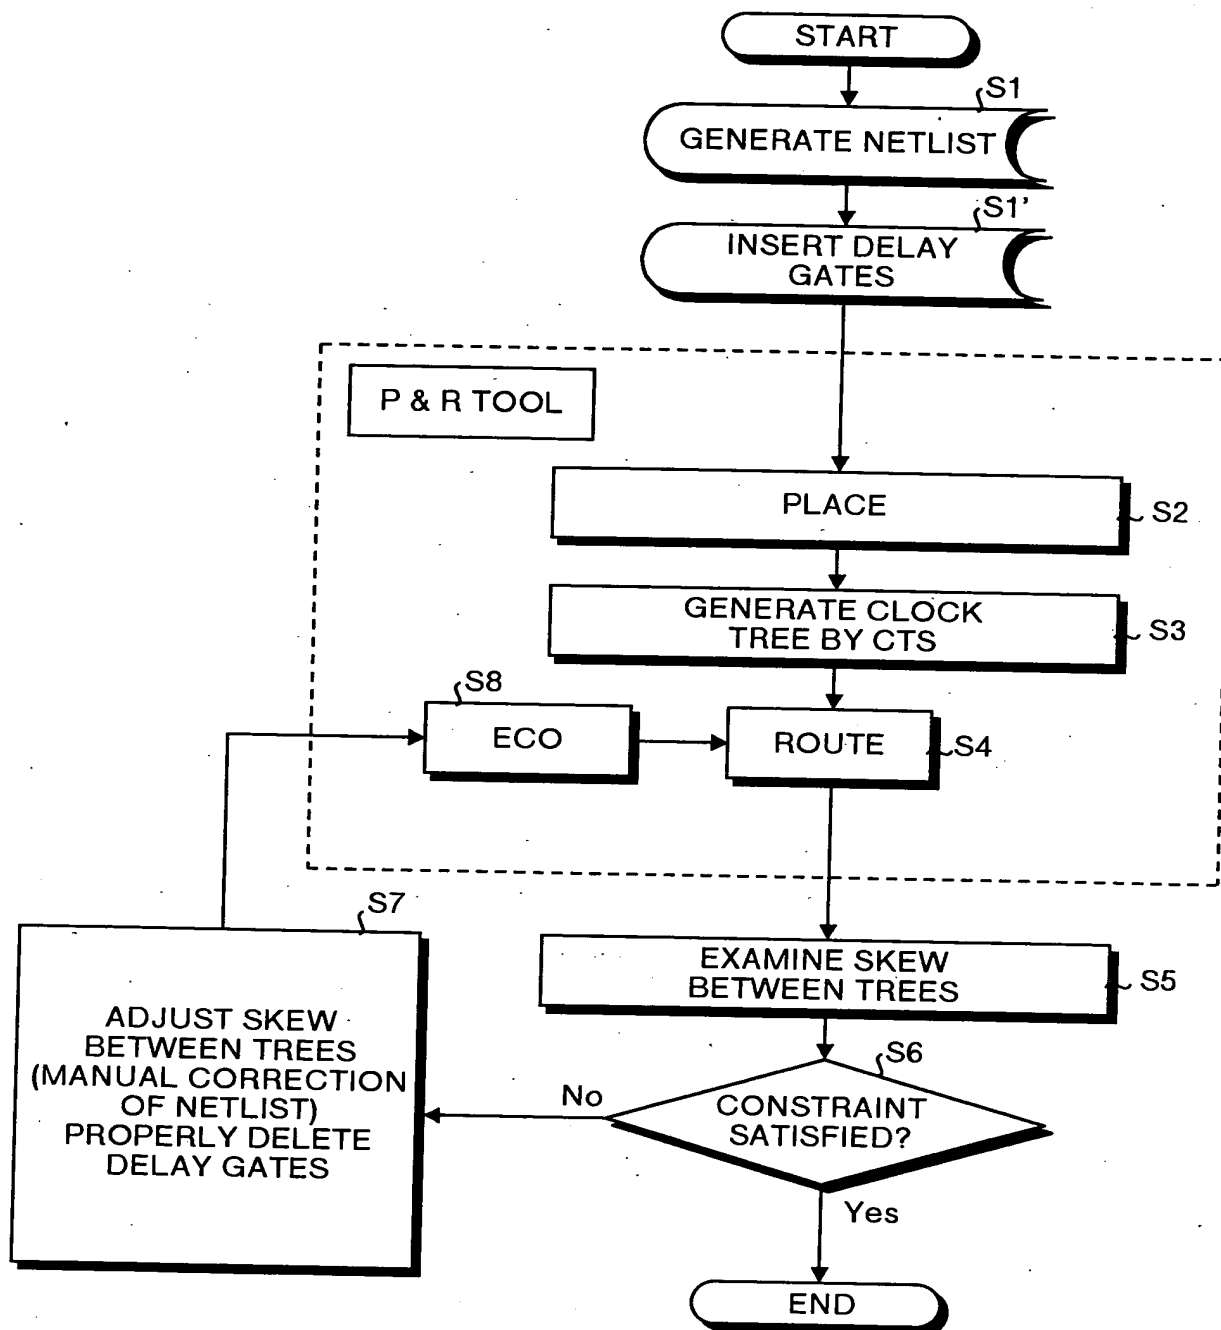 START
S1
GENERATE NETLIST
S1'
INSERT DELAY
GATES
P & R TOOL
PLACE
S2
GENERATE CLOCK
TREE BY CTS
S3
S8
ECO
ROUTE
S4
S7
ADJUST SKEW
BETWEEN TREES
(MANUAL CORRECTION
OF NETLIST)
PROPERLY DELETE
DELAY GATES
EXAMINE SKEW
BETWEEN TREES
S5
S6
No
CONSTRAINT
SATISFIED?
Yes
END